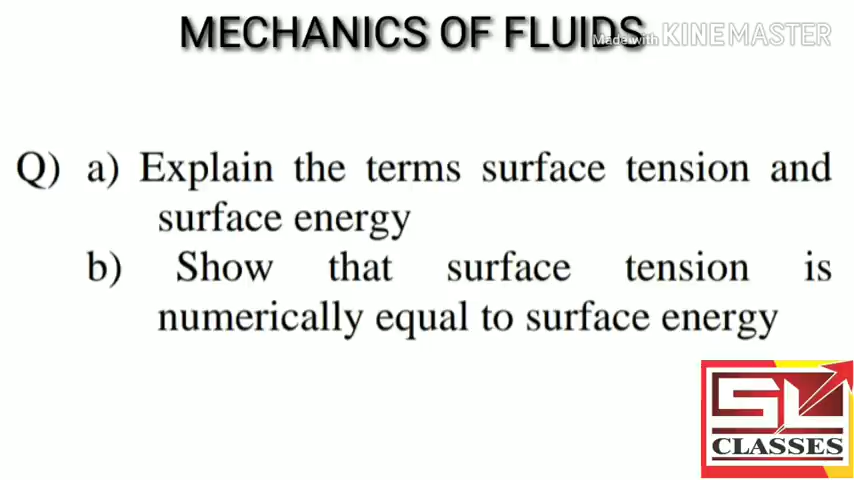 MECHANICS OF FLUIDS
Made with KINEMASTER
Q) a) Explain the terms surface tension and
surface energy
b) Show that surface tension is
numerically equal to surface energy
SL
CLASSES